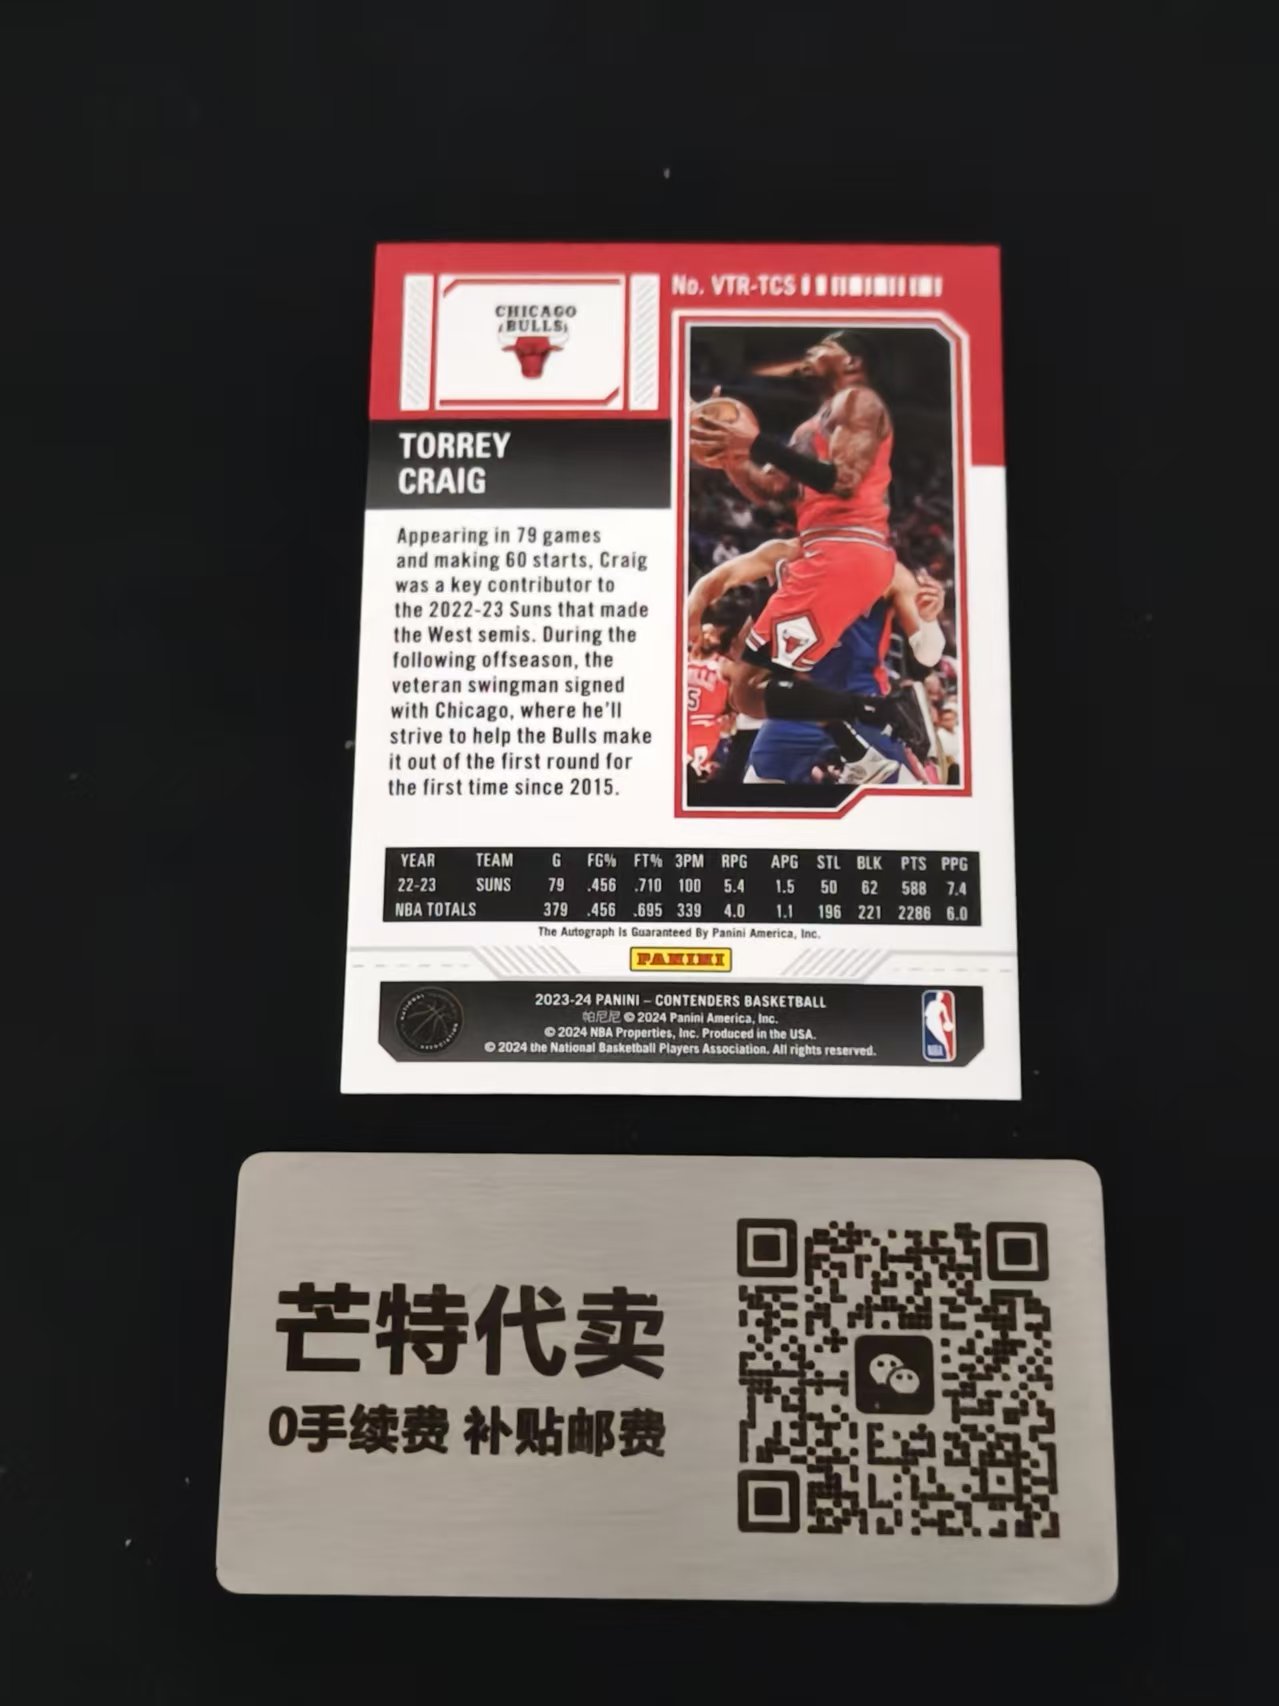 CHICAGO
BULLS
No. VTR-TCS
TORREY
CRAIG
Appearing in 79 games
and making 60 starts, Craig
was a key contributor to
the 2022-23 Suns that made
the West semis. During the
following offseason, the
veteran swingman signed
with Chicago, where he'll
strive to help the Bulls make
it out of the first round for
the first time since 2015.
5
YEAR TEAM G FG% FT% 3PM RPG APG STL BLK PTS PPG
22-23 SUNS 79 .456 .710 100 5.4 1.5 50 62 588 7.4
NBA TOTALS 379 .456 .695 339 4.0 1.1 196 221 2286 6.0
The Autograph Is Guaranteed By Panini America, Inc.
PANINI
2023-24 PANINI – CONTENDERS BASKETBALL
帕尼尼 © 2024 Panini America, Inc.
© 2024 NBA Properties, Inc. Produced in the USA.
© 2024 the National Basketball Players Association. All rights reserved.
NATIONAL
ASSOCIATION
NBA
芒特代卖
0手续费 补贴邮费